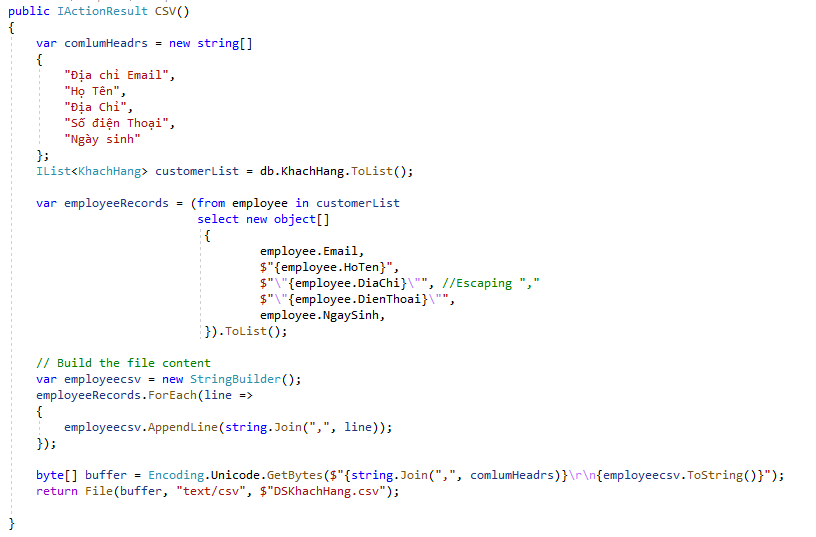 public IActionResult CSV()
{
var comlumHeadrs = new string[]
{
"Địa chỉ Email",
"Họ Tên",
"Địa Chỉ",
"Số điện Thoại",
"Ngày sinh"
};
IList<KhachHang> customerList = db.KhachHang.ToList();
var employeeRecords = (from employee in customerList
select new object[]
{
employee.Email,
$"{employee.HoTen}",
$"\"{employee.DiaChi}\"", //Escaping ","
$"\"{employee.DienThoai}\"",
employee.NgaySinh,
}).ToList();
// Build the file content
var employeecsv = new StringBuilder();
employeeRecords.ForEach(line =>
{
employeecsv.AppendLine(string.Join(",", line));
});
byte[] buffer = Encoding.Unicode.GetBytes($"{string.Join(",", comlumHeadrs)}\r\n{employeecsv.ToString()}");
return File(buffer, "text/csv", $"DSKhachHang.csv");
}